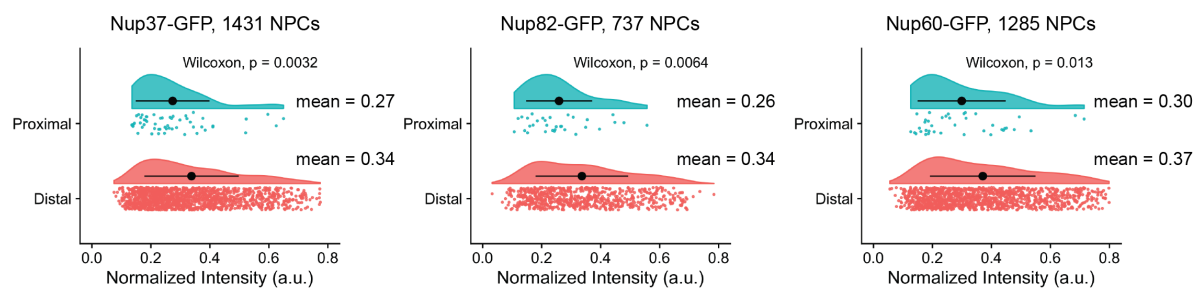 Nup37-GFP, 1431 NPCs
Wilcoxon, p = 0.0032
mean = 0.27
Proximal
mean = 0.34
Distal
0.0 0.2 0.4 0.6 0.8
Normalized Intensity (a.u.)
Nup82-GFP, 737 NPCs
Wilcoxon, p = 0.0064
mean = 0.26
Proximal
mean = 0.34
Distal
0.0 0.2 0.4 0.6 0.8
Normalized Intensity (a.u.)
Nup60-GFP, 1285 NPCs
Wilcoxon, p = 0.013
mean = 0.30
Proximal
mean = 0.37
Distal
0.0 0.2 0.4 0.6 0.8
Normalized Intensity (a.u.)